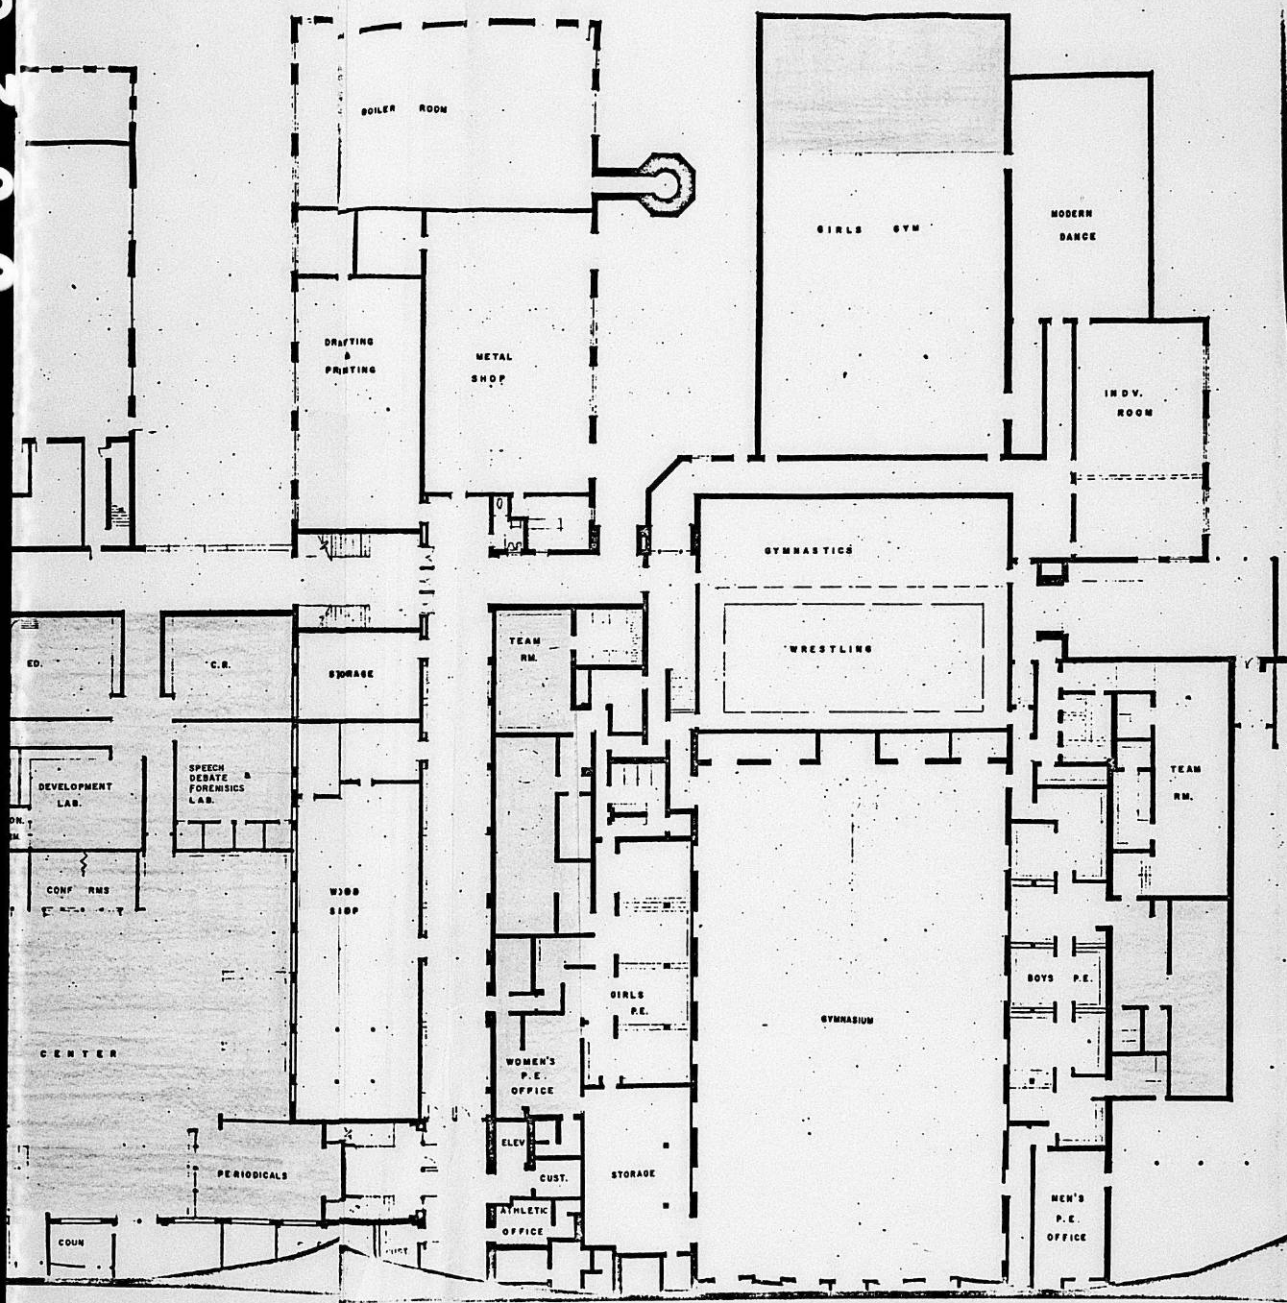 BOILER ROOM
GIRLS GYM
MODERN
DANCE
DRAFTING
&
PRINTING
METAL
SHOP
INDV.
ROOM
GYMNASTICS
WRESTLING
TEAM
RM.
ED.
C.R.
STORAGE
SPEECH
DEBATE &
FORENISICS
LAB.
DEVELOPMENT
LAB.
TEAM
RM.
CONF RMS
WOOD
SHOP
BOYS P.E.
GIRLS
P.E.
GYMNASIUM
CENTER
WOMEN'S
P.E.
OFFICE
ELEV
CUST.
STORAGE
PERIODICALS
ATHLETIC
OFFICE
MEN'S
P.E.
OFFICE
COUN